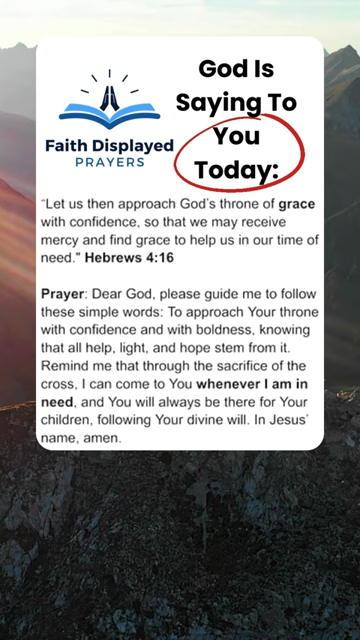 God Is
Saying To
You
Today:
Faith Displayed
PRAYERS
“Let us then approach God’s throne of grace
with confidence, so that we may receive
mercy and find grace to help us in our time of
need." Hebrews 4:16
Prayer: Dear God, please guide me to follow
these simple words: To approach Your throne
with confidence and with boldness, knowing
that all help, light, and hope stem from it.
Remind me that through the sacrifice of the
cross, I can come to You whenever I am in
need, and You will always be there for Your
children, following Your divine will. In Jesus’
name, amen.